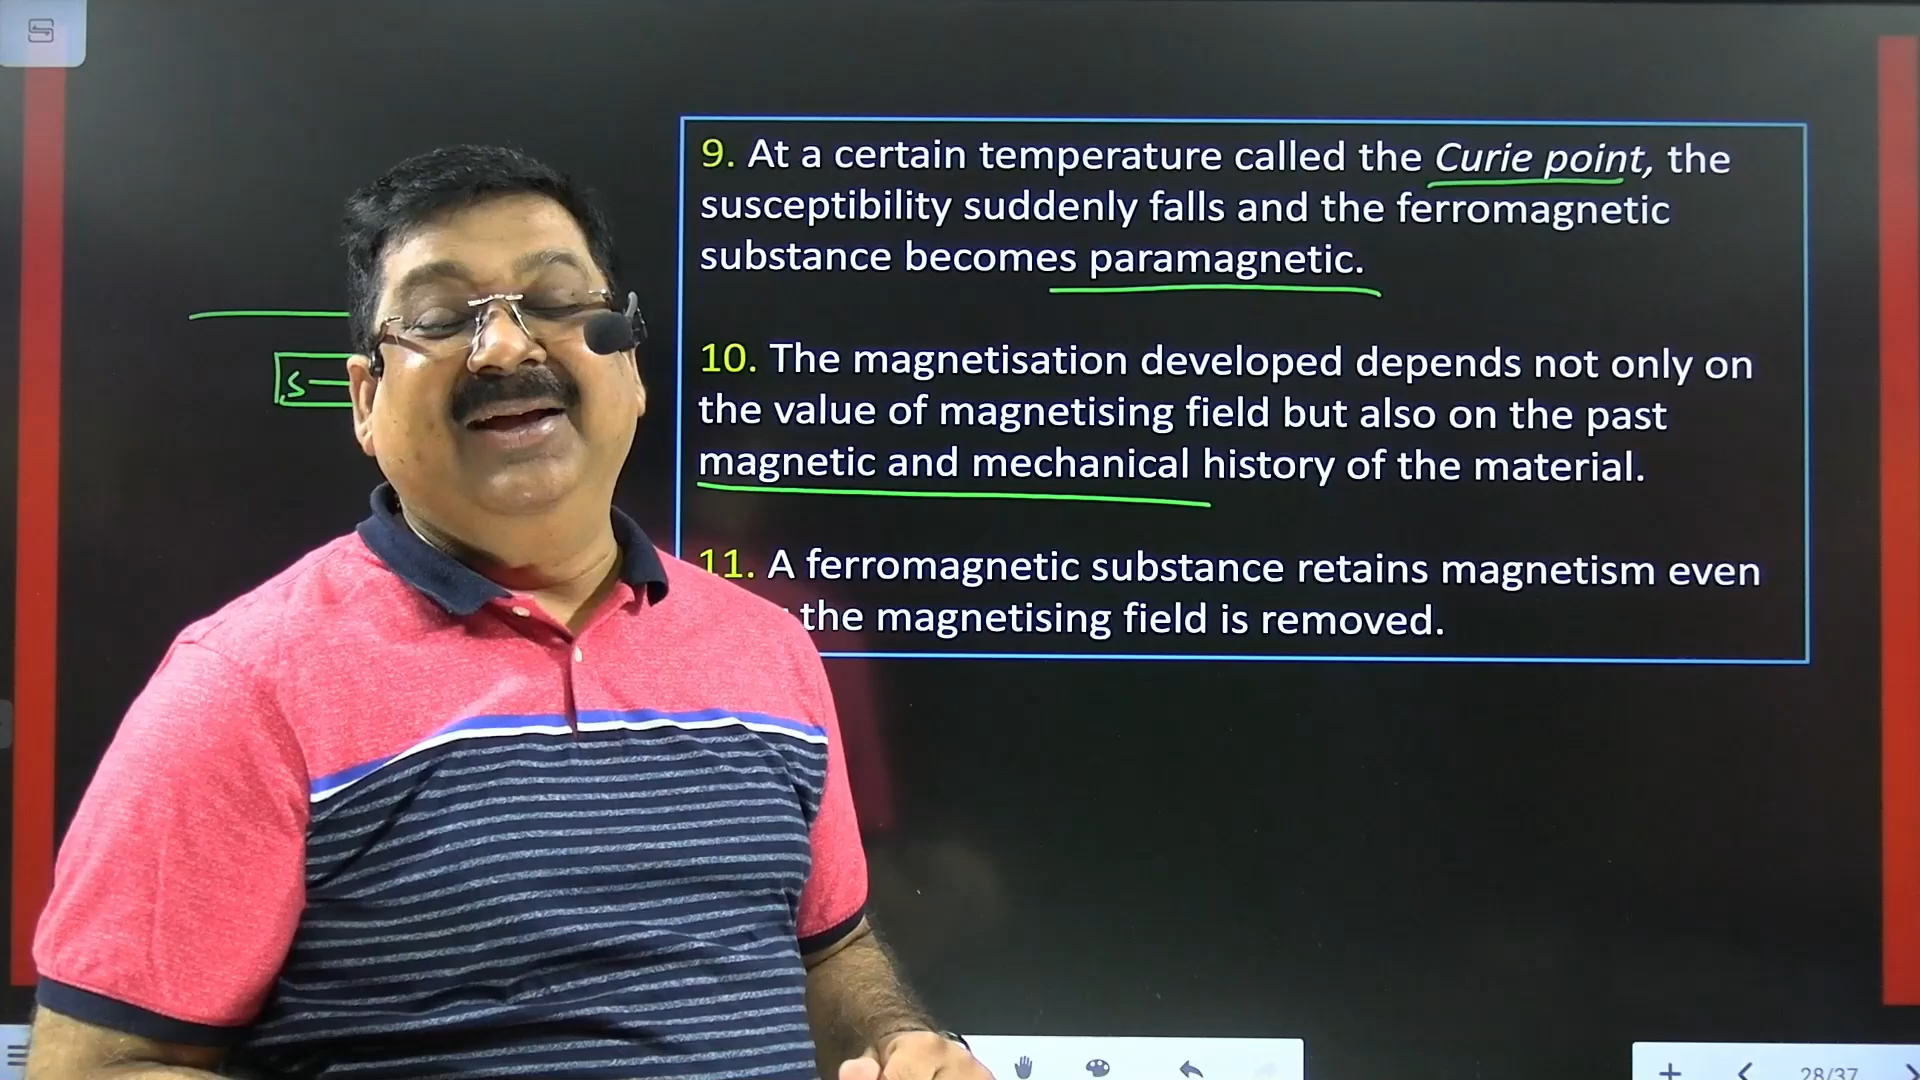 9. At a certain temperature called the Curie point, the
susceptibility suddenly falls and the ferromagnetic
substance becomes paramagnetic.
10. The magnetisation developed depends not only on
the value of magnetising field but also on the past
magnetic and mechanical history of the material.
11. A ferromagnetic substance retains magnetism even
the magnetising field is removed.
S
28/37